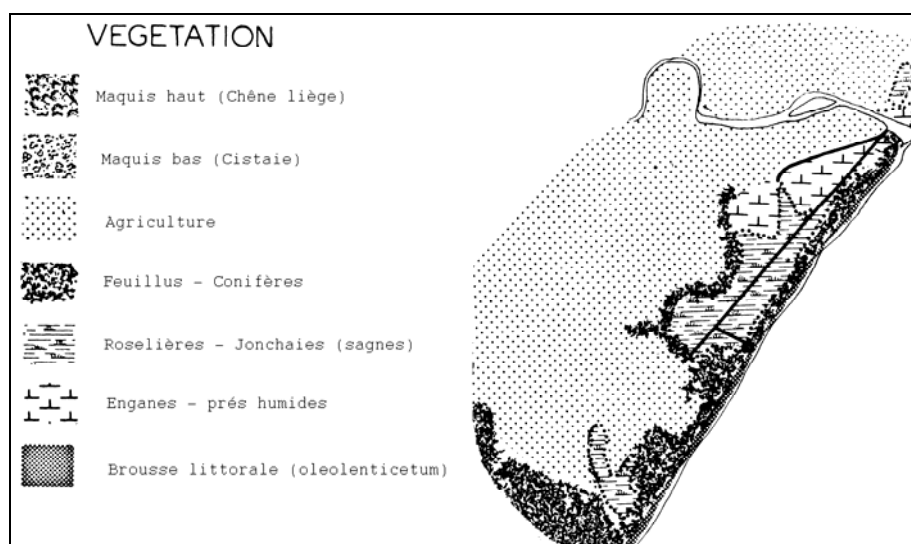 VEGETATION
Maquis haut (Chêne liège)
Maquis bas (Cistaie)
Agriculture
Feuillus - Conifères
Roselières - Jonchaies (sagnes)
Enganes - prés humides
Brousse littorale (oleolenticetum)